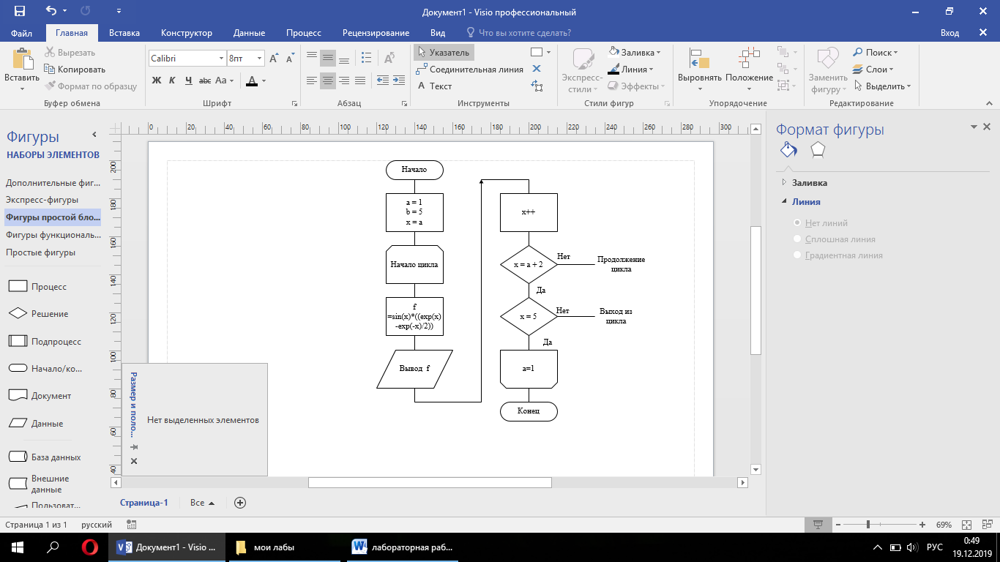 Документ1 - Visio профессиональный
Файл
Главная
Вставка
Конструктор
Данные
Процесс
Рецензирование
Вид
Что вы хотите сделать?
Вход
Вставить
Вырезать
Копировать
Формат по образцу
Буфер обмена
Calibri
8пт
Ж К Ч abc Aa A
Шрифт
Абзац
Указатель
Соединительная линия
Текст
Инструменты
Экспресс-
стили
Заливка
Линия
Эффекты
Стили фигур
Выровнять
Положение
Упорядочение
Заменить
фигуру
Поиск
Слои
Выделить
Редактирование
Фигуры
НАБОРЫ ЭЛЕМЕНТОВ
Дополнительные фиг...
Экспресс-фигуры
Фигуры простой бло...
Фигуры функциональ...
Простые фигуры
Процесс
Решение
Подпроцесс
Начало/ко...
Документ
Данные
База данных
Внешние
данные
Пользоват...
0 20 40 60 80 100 120 140 160 180 200 220 240 260 280 300
200
180
160
140
120
100
80
60
40
Начало
a = 1
b = 5
x = a
Начало цикла
f
=sin(x)*((exp(x)
-exp(-x)/2))
Вывод f
x++
x = a + 2
Нет
Продолжение
цикла
Да
x = 5
Нет
Выход из
цикла
Да
a=1
Конец
Размер и поло...
Нет выделенных элементов
Формат фигуры
Заливка
Линия
Нет линий
Сплошная линия
Градиентная линия
Страница-1
Все
Страница 1 из 1
русский
69%
Документ1 - Visio ...
мои лабы
лабораторная раб...
РУС
0:49
19.12.2019